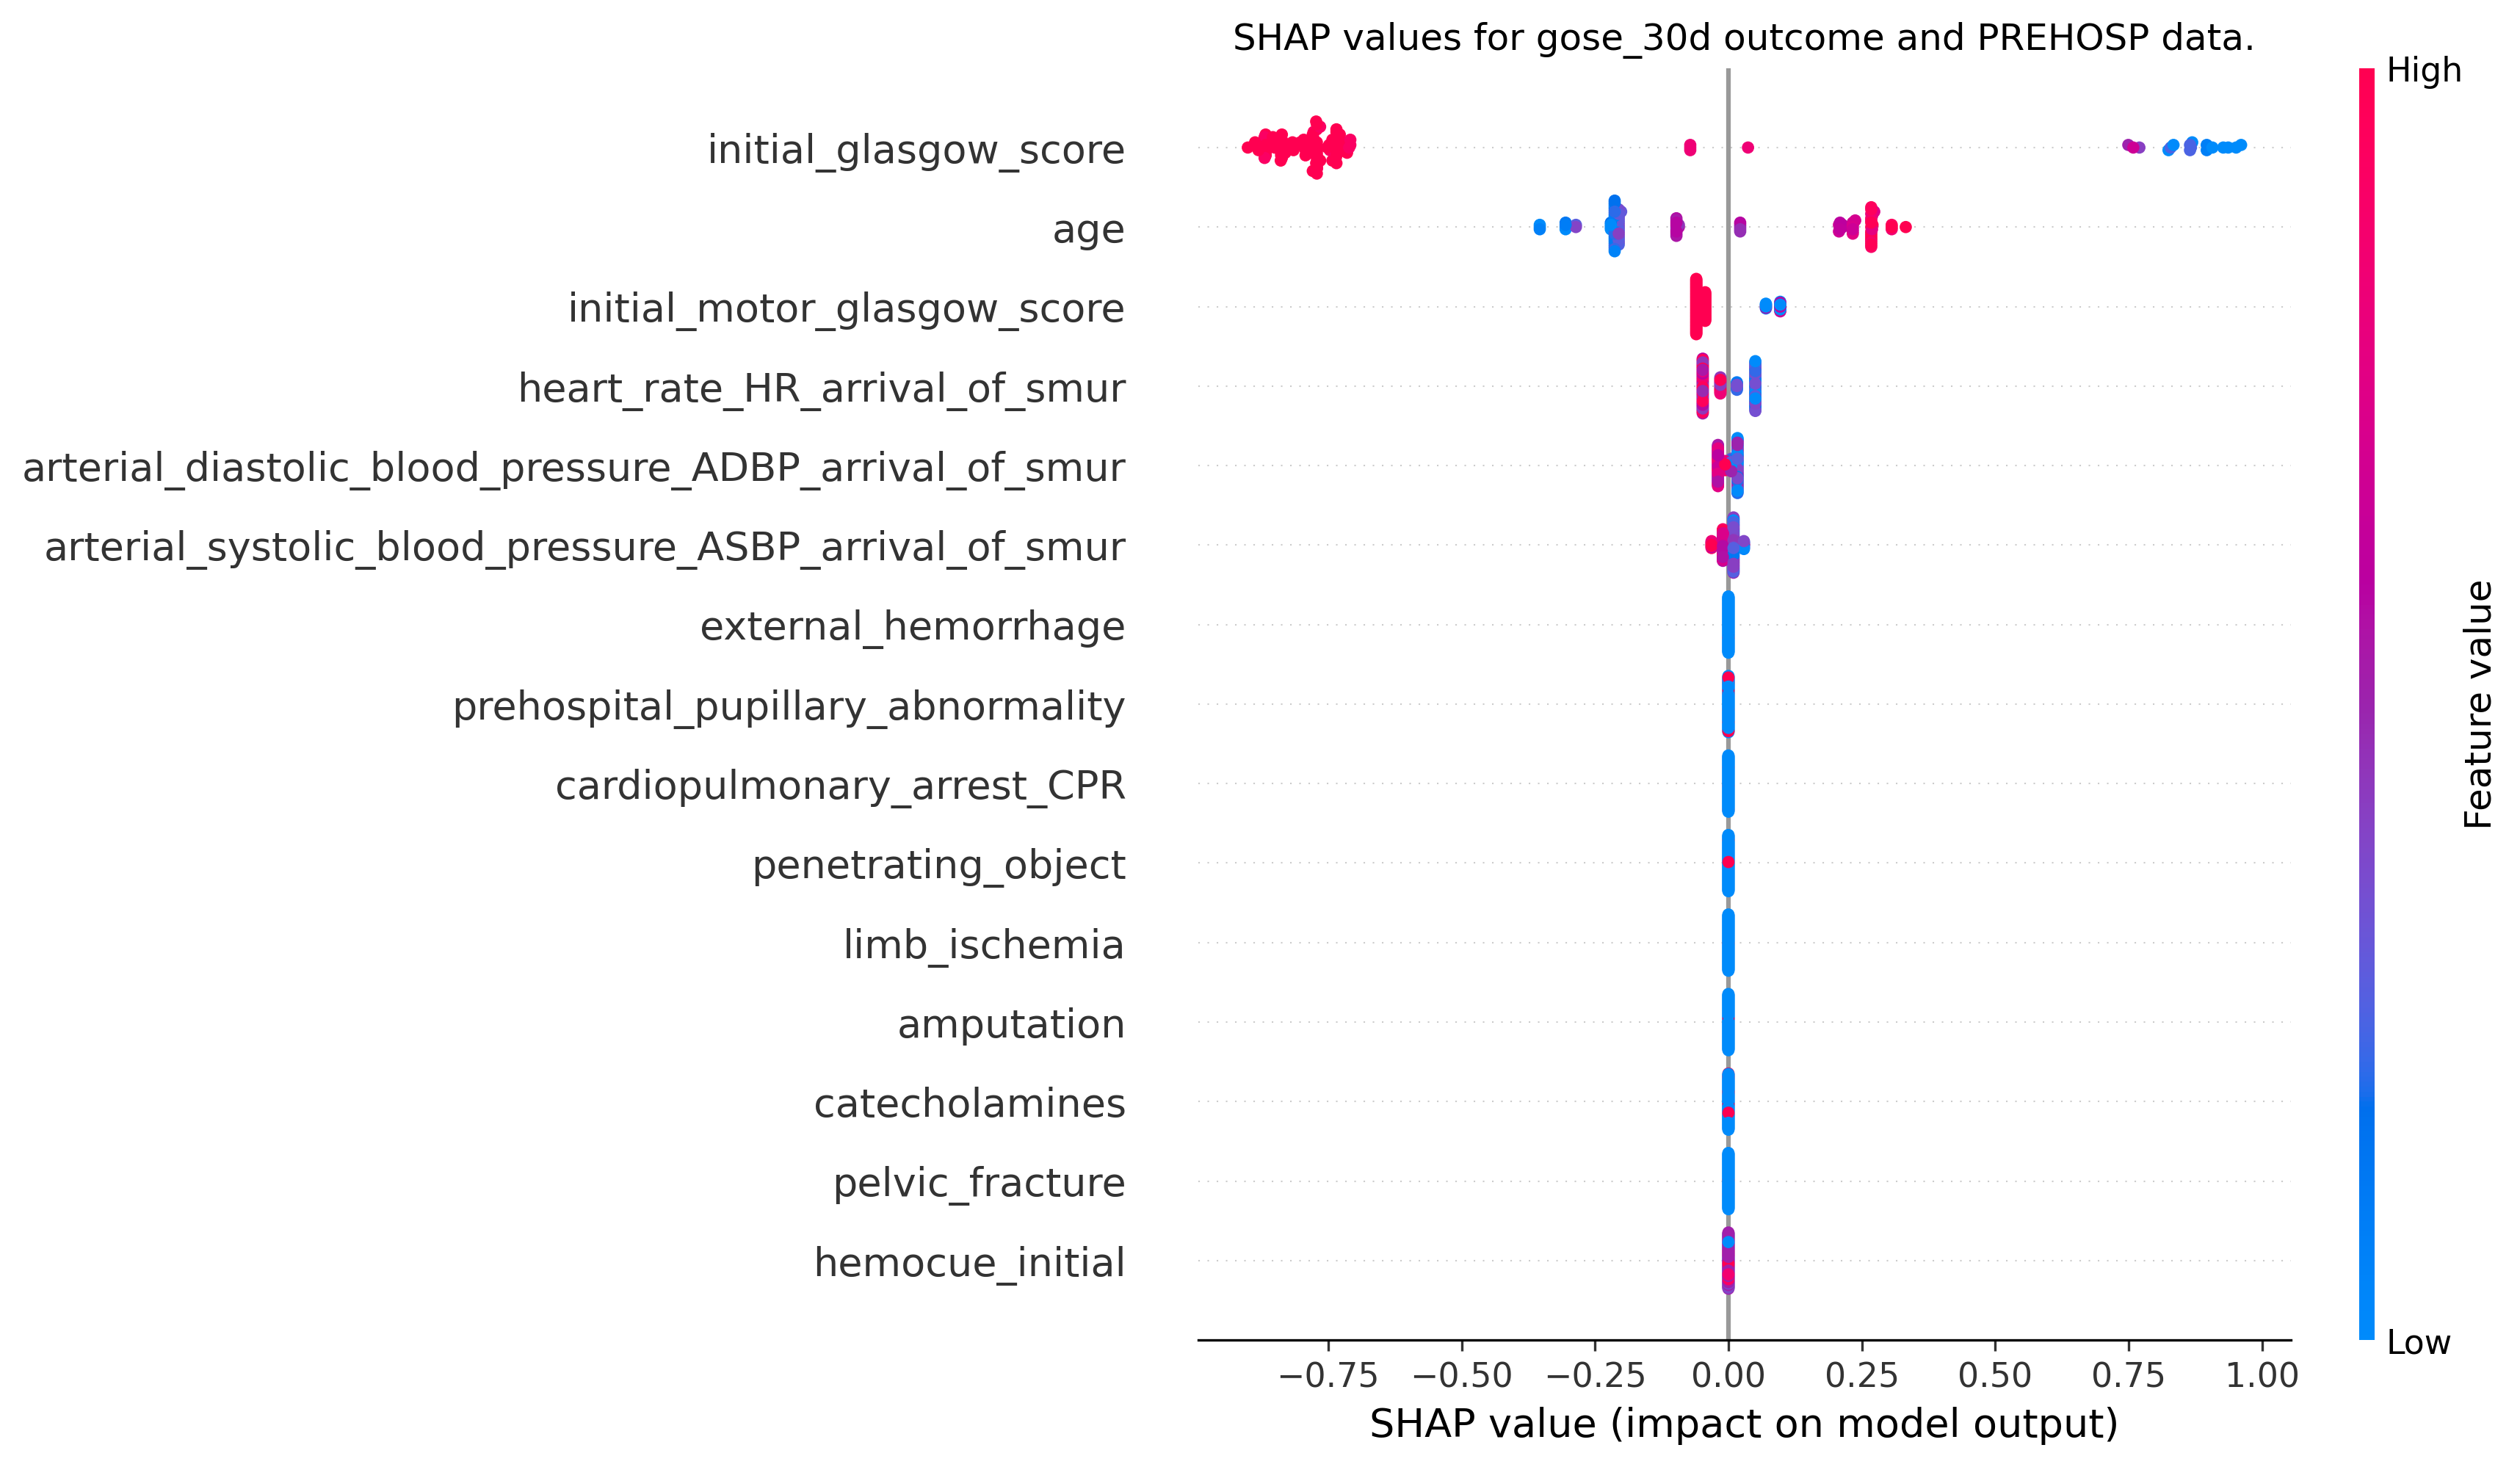 SHAP values for gose_30d outcome and PREHOSP data.
High
initial_glasgow_score
age
initial_motor_glasgow_score
heart_rate_HR_arrival_of_smur
arterial_diastolic_blood_pressure_ADBP_arrival_of_smur
arterial_systolic_blood_pressure_ASBP_arrival_of_smur
external_hemorrhage
prehospital_pupillary_abnormality
cardiopulmonary_arrest_CPR
penetrating_object
limb_ischemia
amputation
catecholamines
pelvic_fracture
hemocue_initial
Feature value
Low
−0.75 −0.50 −0.25 0.00 0.25 0.50 0.75 1.00
SHAP value (impact on model output)